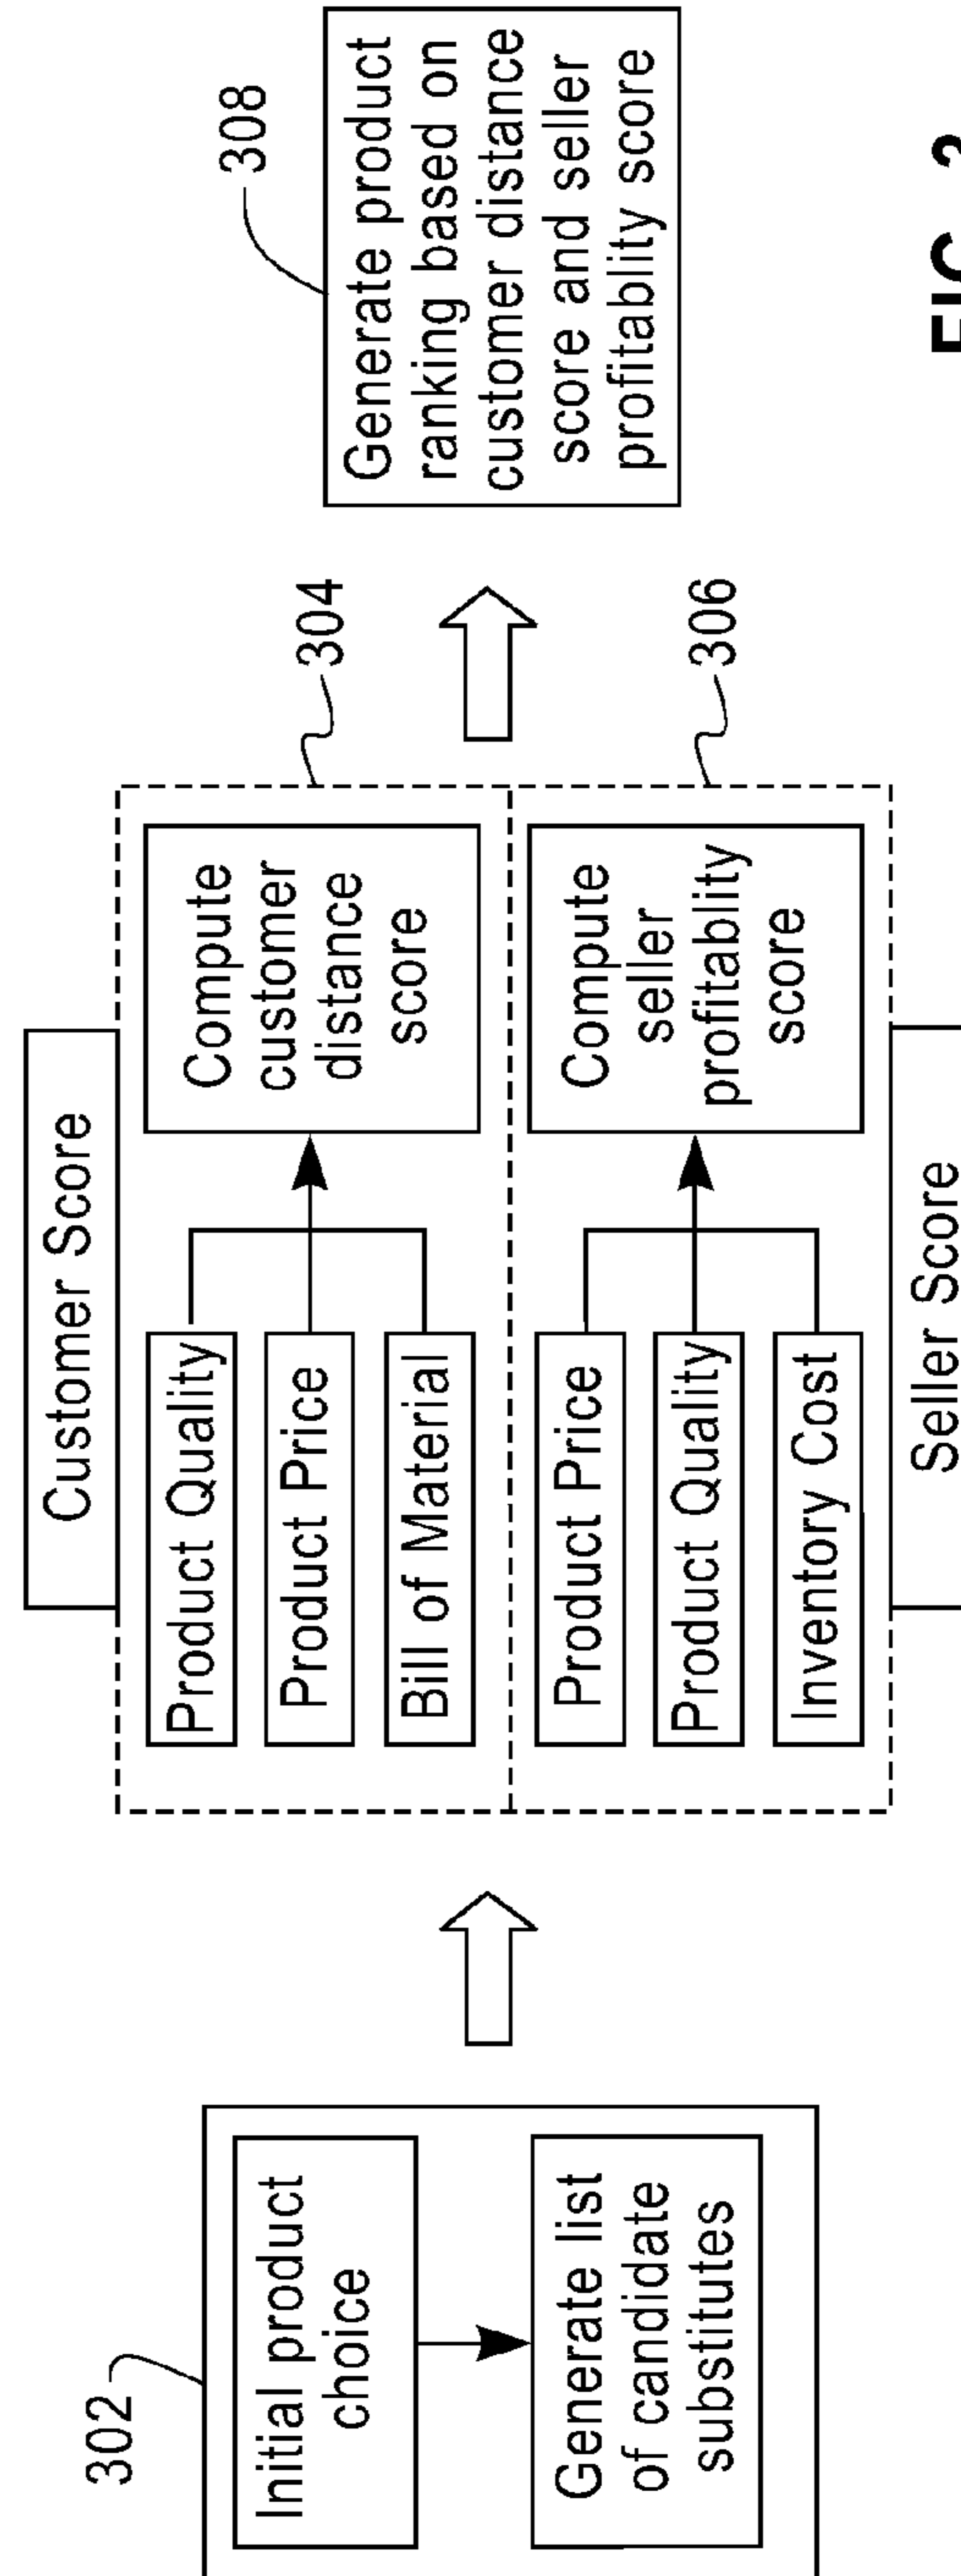 302
Initial product
choice
Generate list
of candidate
substitutes
Customer Score
Product Quality
Product Price
Bill of Material
Compute
customer
distance
score
304
Product Price
Product Quality
Inventory Cost
Compute
seller
profitablity
score
306
Seller Score
308
Generate product
ranking based on
customer distance
score and seller
profitablity score
FIG. 3